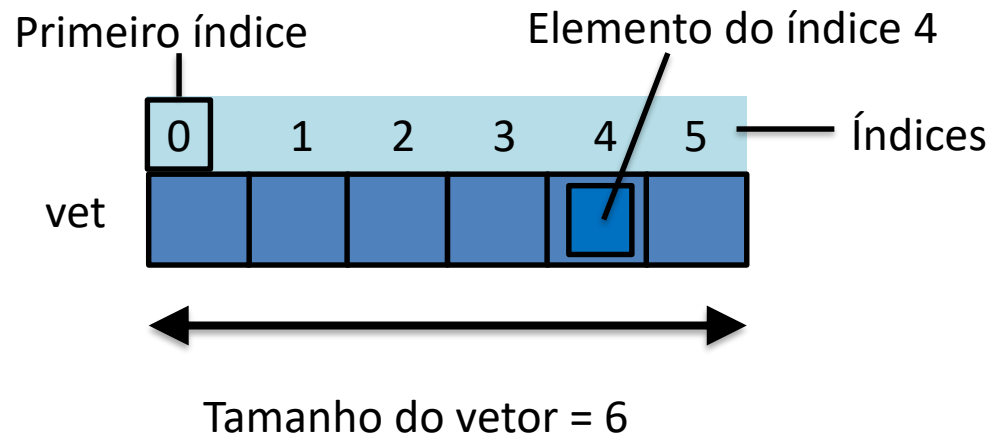 Primeiro índice
Elemento do índice 4
0 1 2 3 4 5
Índices
vet
Tamanho do vetor = 6